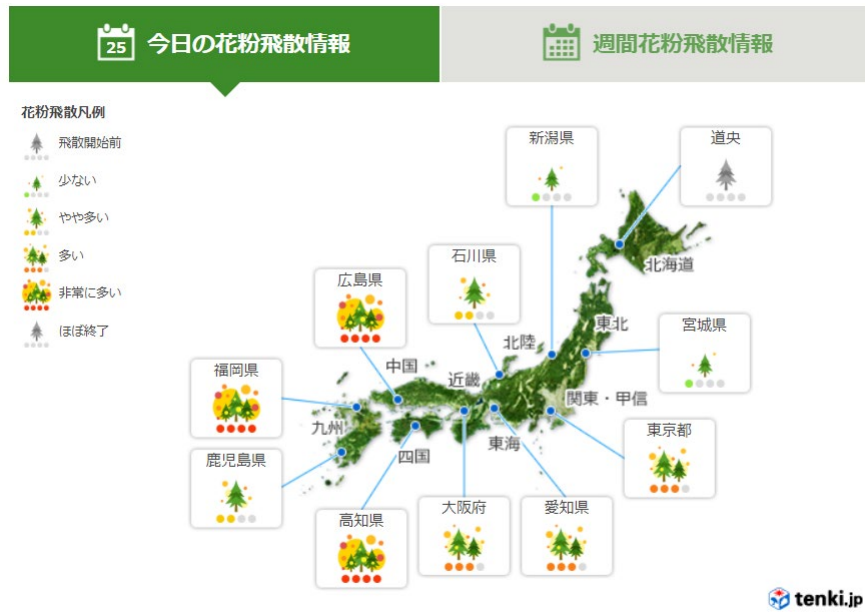 25
今日の花粉飛散情報
週間花粉飛散情報
花粉飛散凡例
飛散開始前
少ない
やや多い
多い
非常に多い
ほぼ終了
新潟県
道央
石川県
北海道
広島県
宮城県
東北
北陸
中国
近畿
福岡県
関東・甲信
九州
東京都
東海
四国
鹿児島県
大阪府
愛知県
高知県
tenki.jp